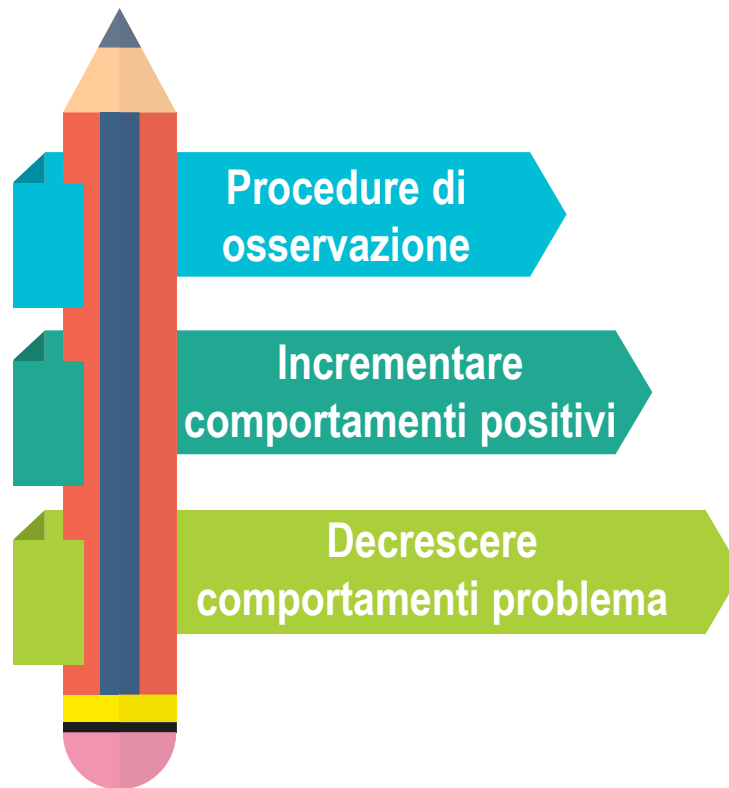 Procedure di
osservazione
Incrementare
comportamenti positivi
Decrescere
comportamenti problema